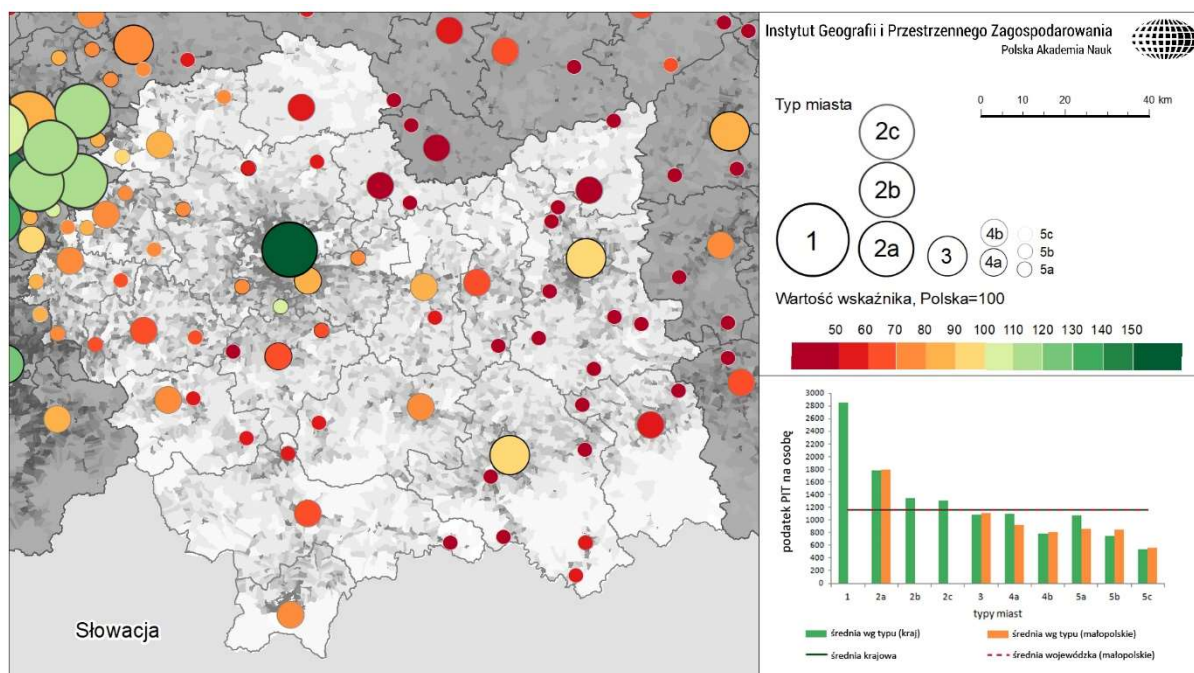 Instytut Geografii i Przestrzennego Zagospodarowania
Polska Akademia Nauk
Typ miasta
0 10 20 40 km
2c
2b
1
2a
3
4b
4a
5c
5b
5a
Wartość wskaźnika, Polska=100
50 60 70 80 90 100 110 120 130 140 150
podatek PIT na osobę
3000
2800
2600
2400
2200
2000
1800
1600
1400
1200
1000
800
600
400
200
0
1 2a 2b 2c 3 4a 4b 5a 5b 5c
typy miast
średnia wg typu (kraj)
średnia wg typu (małopolskie)
średnia krajowa
średnia wojewódzka (małopolskie)
Słowacja